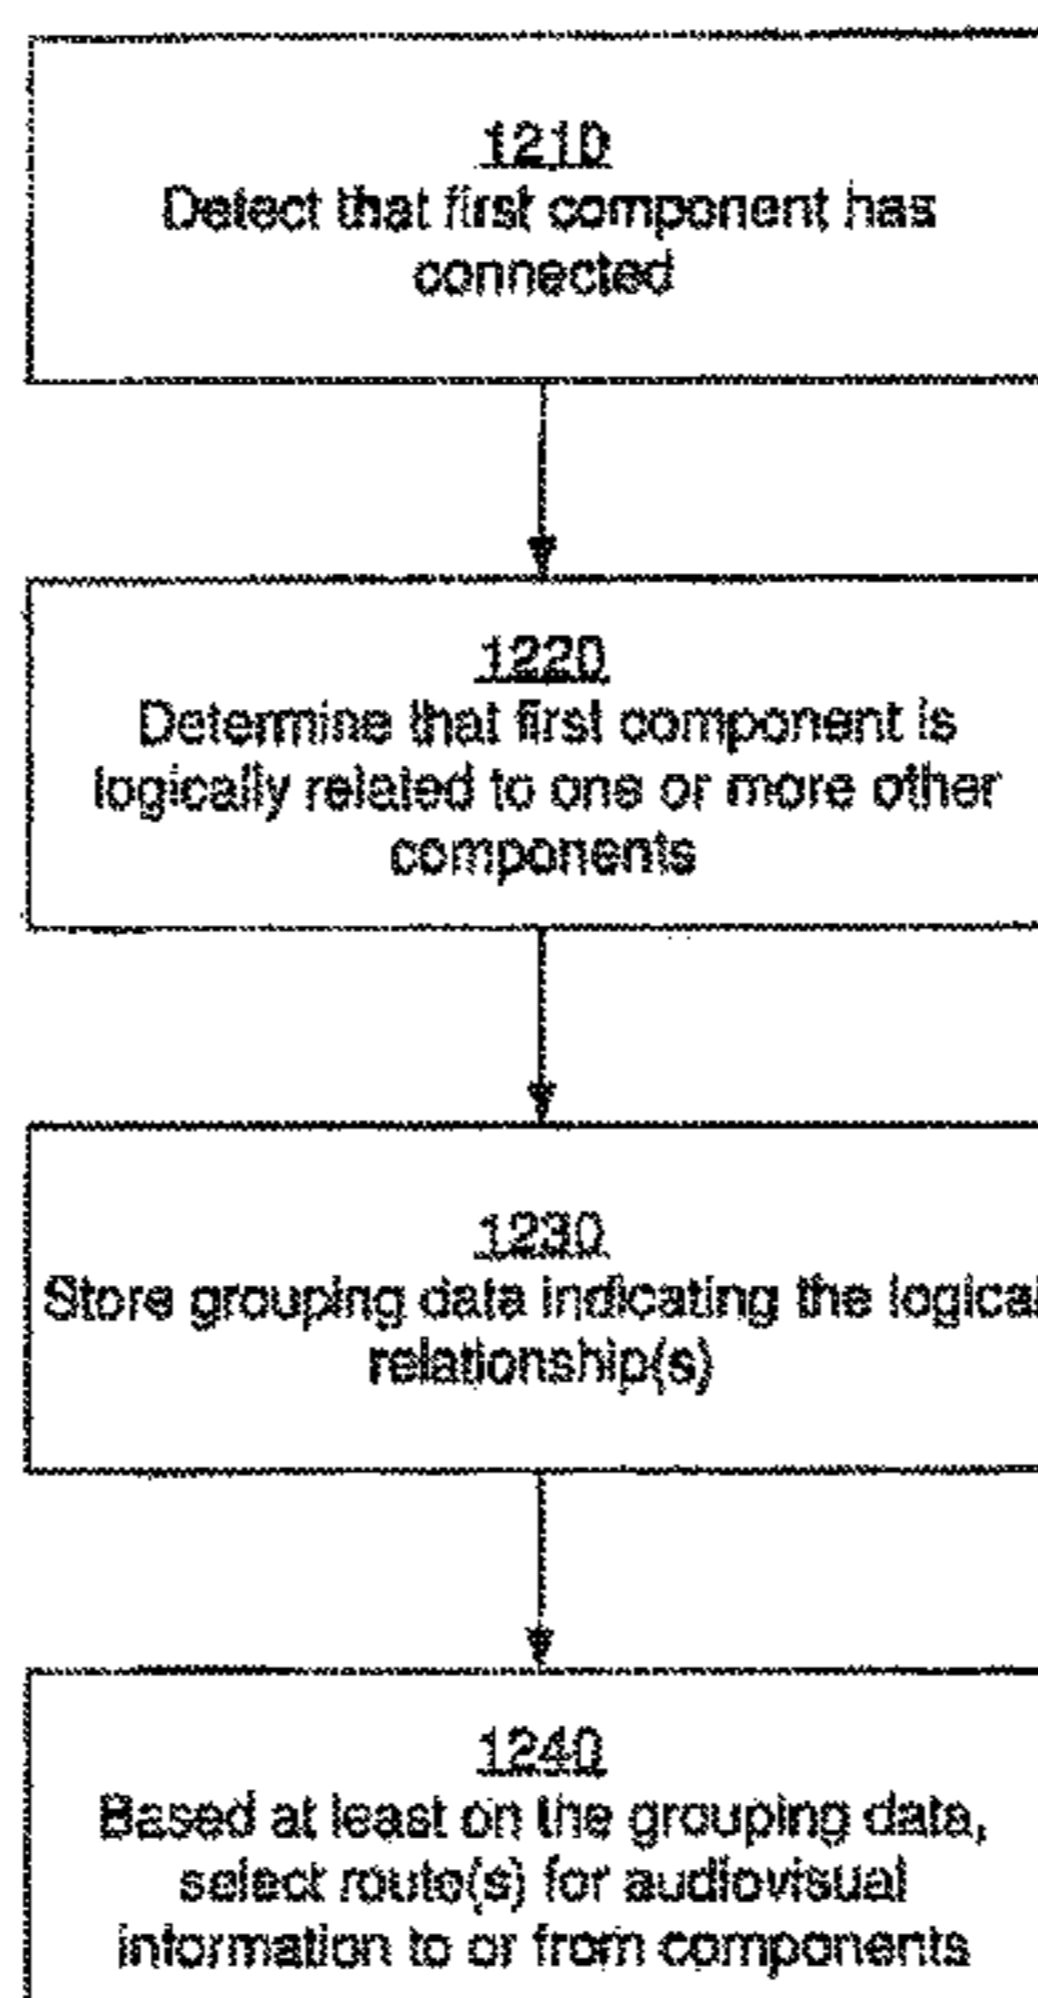 1210
Detect that first component has
connected
1220
Determine that first component is
logically related to one or more other
components
1230
Store grouping data indicating the logical
relationship(s)
1240
Based at least on the grouping data,
select route(s) for audiovisual
information to or from components